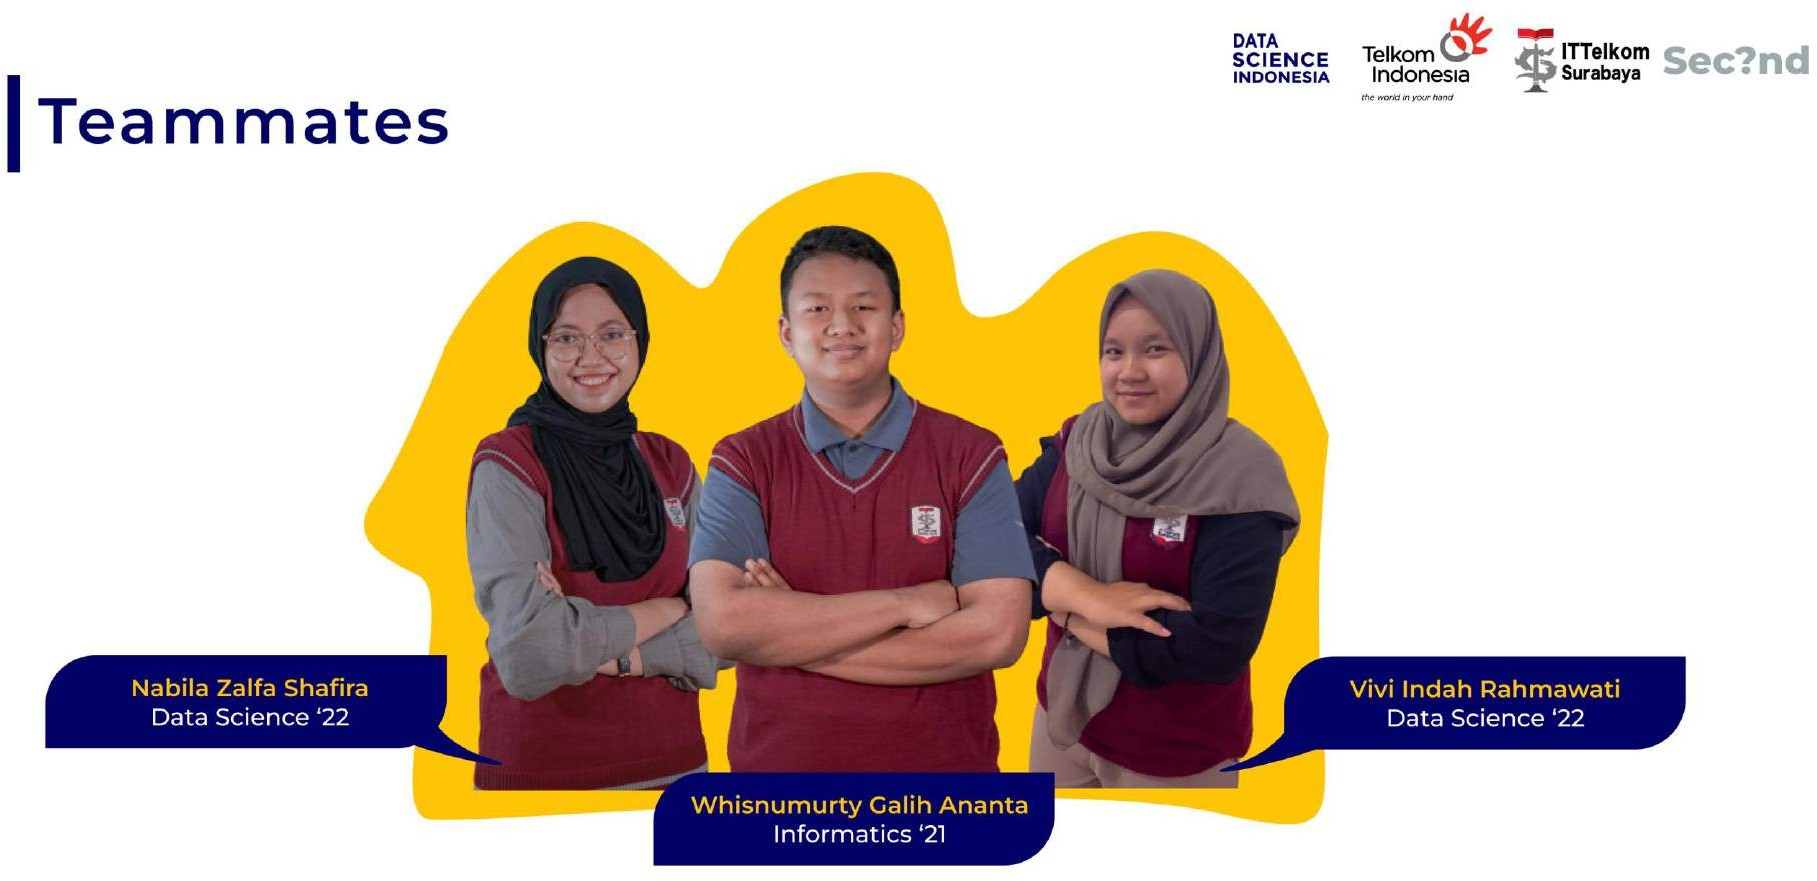 DATA
SCIENCE
INDONESIA
Telkom
Indonesia
the world in your hand
ITTelkom
Surabaya
Sec?nd
Teammates
Nabila Zalfa Shafira
Data Science ‘22
Whisnumurty Galih Ananta
Informatics ‘21
Vivi Indah Rahmawati
Data Science ‘22